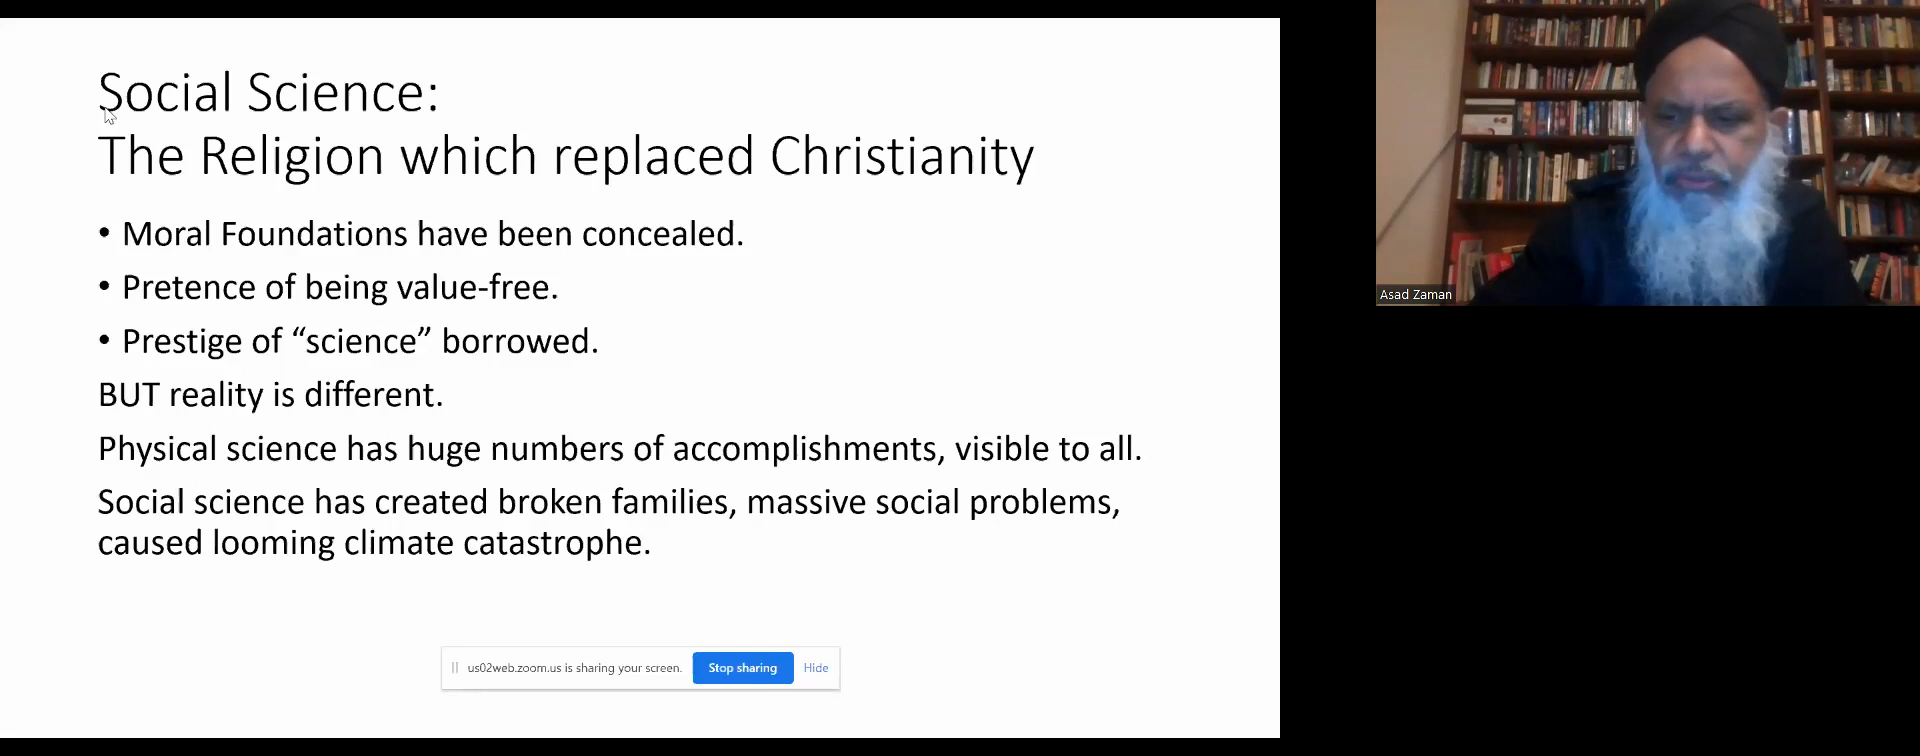 Social Science:
The Religion which replaced Christianity
• Moral Foundations have been concealed.
• Pretence of being value-free.
• Prestige of “science” borrowed.
BUT reality is different.
Physical science has huge numbers of accomplishments, visible to all.
Social science has created broken families, massive social problems,
caused looming climate catastrophe.
us02web.zoom.us is sharing your screen. Stop sharing Hide
Asad Zaman